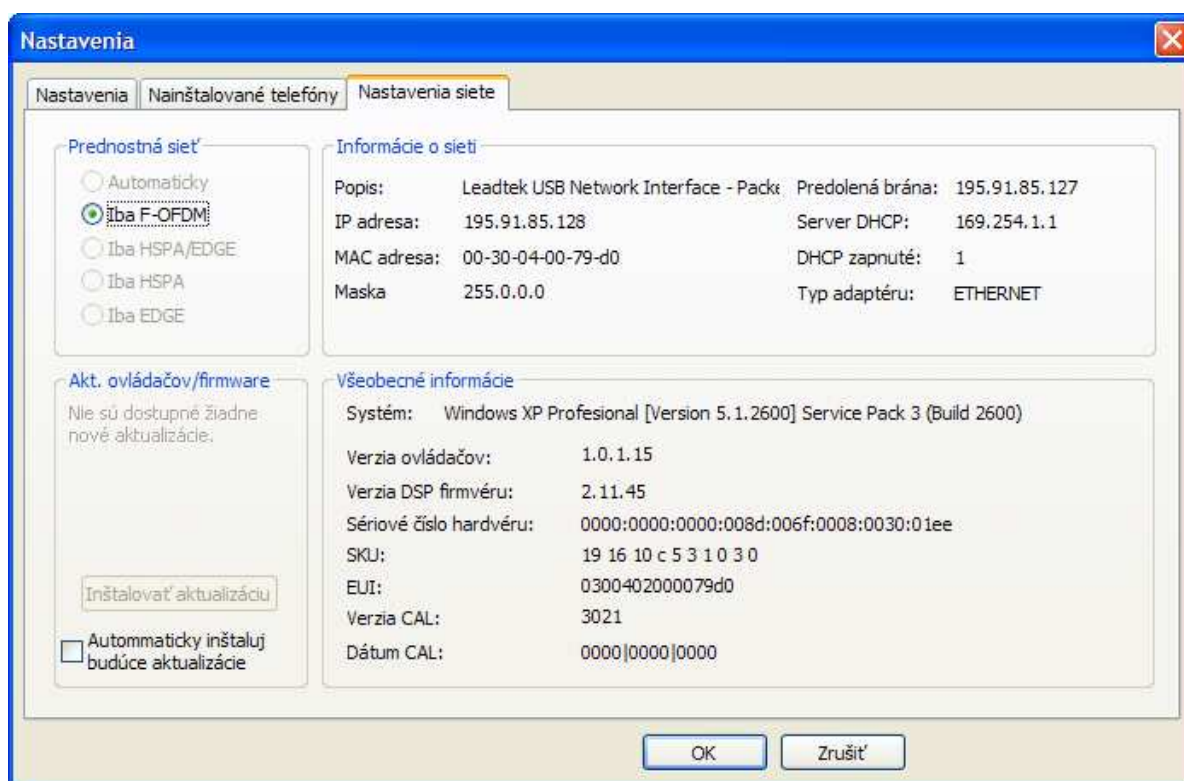 Nastavenia
Nastavenia
Nainštalované telefóny
Nastavenia siete
Prednostná sieť
Automaticky
Iba F-OFDM
Iba HSPA/EDGE
Iba HSPA
Iba EDGE
Informácie o sieti
Popis: Leadtek USB Network Interface - Packe
IP adresa: 195.91.85.128
MAC adresa: 00-30-04-00-79-d0
Maska 255.0.0.0
Predolená brána: 195.91.85.127
Server DHCP: 169.254.1.1
DHCP zapnuté: 1
Typ adaptéru: ETHERNET
Akt. ovládačov/firmware
Nie sú dostupné žiadne
nové aktualizácie.
Inštalovať aktualizáciu
Autommaticky inštaluj
budúce aktualizácie
Všeobecné informácie
Systém: Windows XP Profesional [Version 5.1.2600] Service Pack 3 (Build 2600)
Verzia ovládačov: 1.0.1.15
Verzia DSP firmvéru: 2.11.45
Sériové číslo hardvéru: 0000:0000:0000:008d:006f:0008:0030:01ee
SKU: 19 16 10 c 5 3 1 0 3 0
EUI: 0300402000079d0
Verzia CAL: 3021
Dátum CAL: 0000|0000|0000
OK
Zrušiť